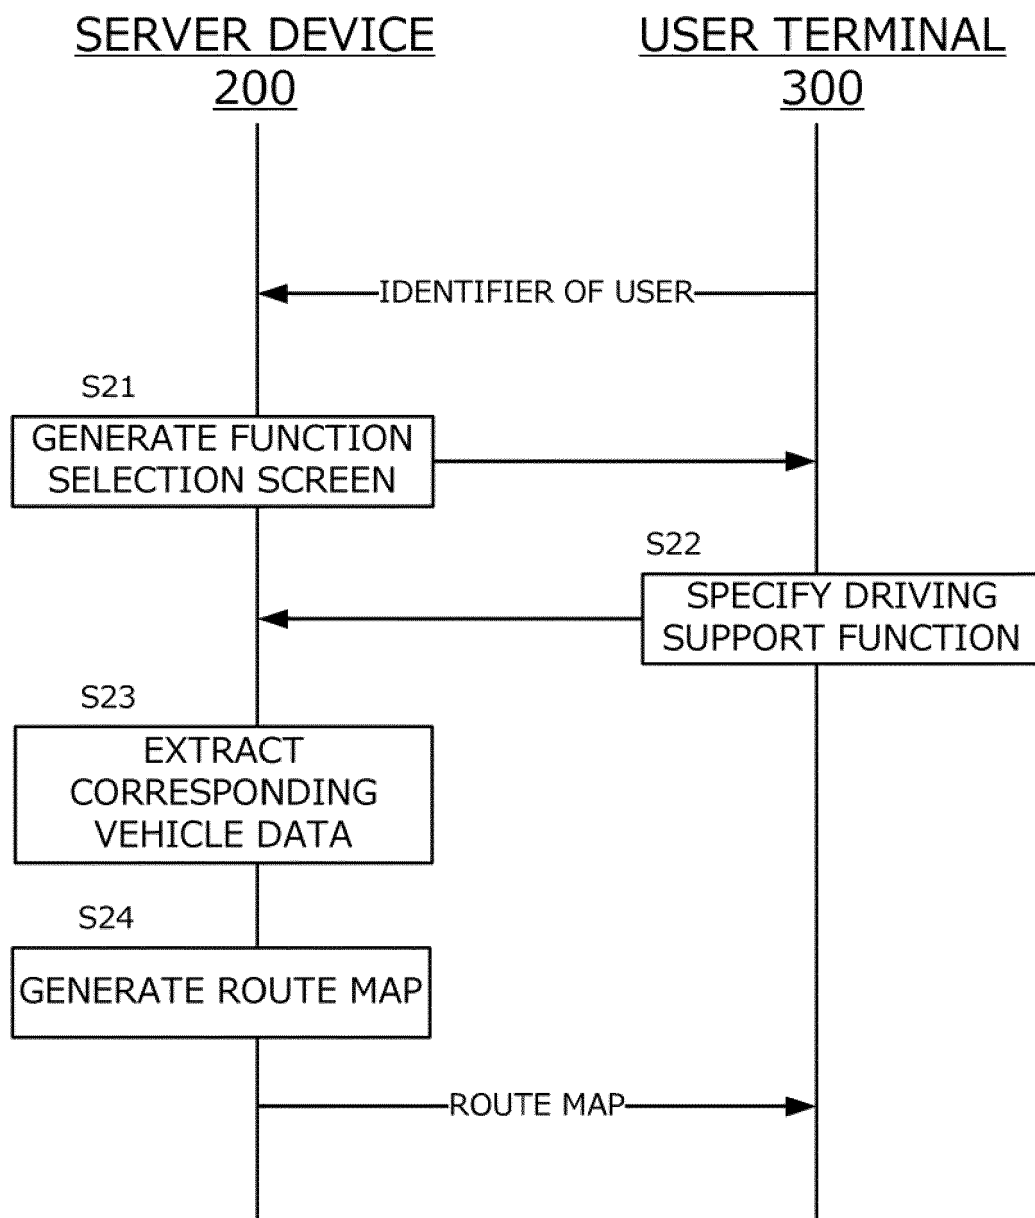 SERVER DEVICE
200
USER TERMINAL
300
IDENTIFIER OF USER
S21
GENERATE FUNCTION
SELECTION SCREEN
S22
SPECIFY DRIVING
SUPPORT FUNCTION
S23
EXTRACT
CORRESPONDING
VEHICLE DATA
S24
GENERATE ROUTE MAP
ROUTE MAP